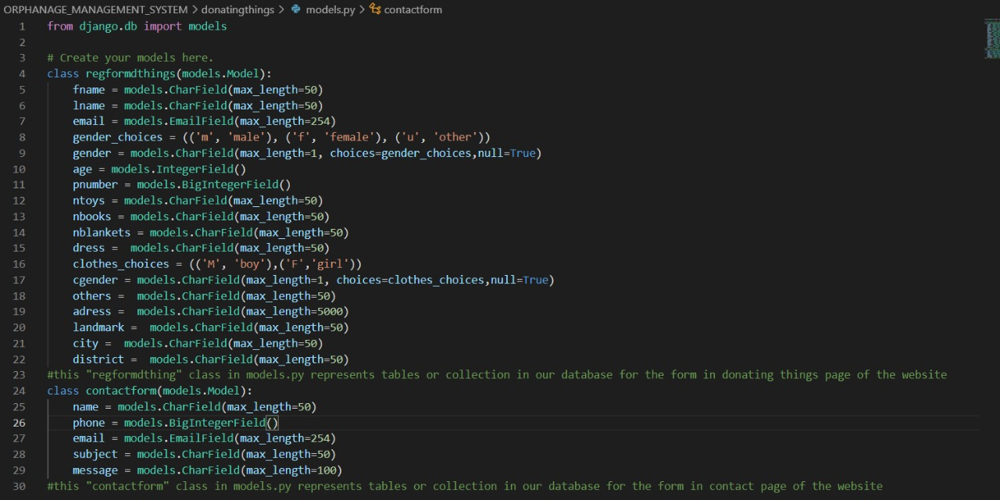 ORPHANAGE_MANAGEMENT_SYSTEM > donatingthings > models.py > contactform
1 from django.db import models
2
3 # Create your models here.
4 class regformdthings(models.Model):
5     fname = models.CharField(max_length=50)
6     lname = models.CharField(max_length=50)
7     email = models.EmailField(max_length=254)
8     gender_choices = (('m', 'male'), ('f', 'female'), ('u', 'other'))
9     gender = models.CharField(max_length=1, choices=gender_choices,null=True)
10     age = models.IntegerField()
11     pnumber = models.BigIntegerField()
12     ntoys = models.CharField(max_length=50)
13     nbooks = models.CharField(max_length=50)
14     nblankets = models.CharField(max_length=50)
15     dress =  models.CharField(max_length=50)
16     clothes_choices = (('M', 'boy'),('F','girl'))
17     cgender = models.CharField(max_length=1, choices=clothes_choices,null=True)
18     others =  models.CharField(max_length=50)
19     adress =  models.CharField(max_length=5000)
20     landmark =  models.CharField(max_length=50)
21     city =  models.CharField(max_length=50)
22     district =  models.CharField(max_length=50)
23 #this "regformdthing" class in models.py represents tables or collection in our database for the form in donating things page of the website
24 class contactform(models.Model):
25     name = models.CharField(max_length=50)
26     phone = models.BigIntegerField()
27     email = models.EmailField(max_length=254)
28     subject = models.CharField(max_length=50)
29     message = models.CharField(max_length=100)
30 #this "contactform" class in models.py represents tables or collection in our database for the form in contact page of the website